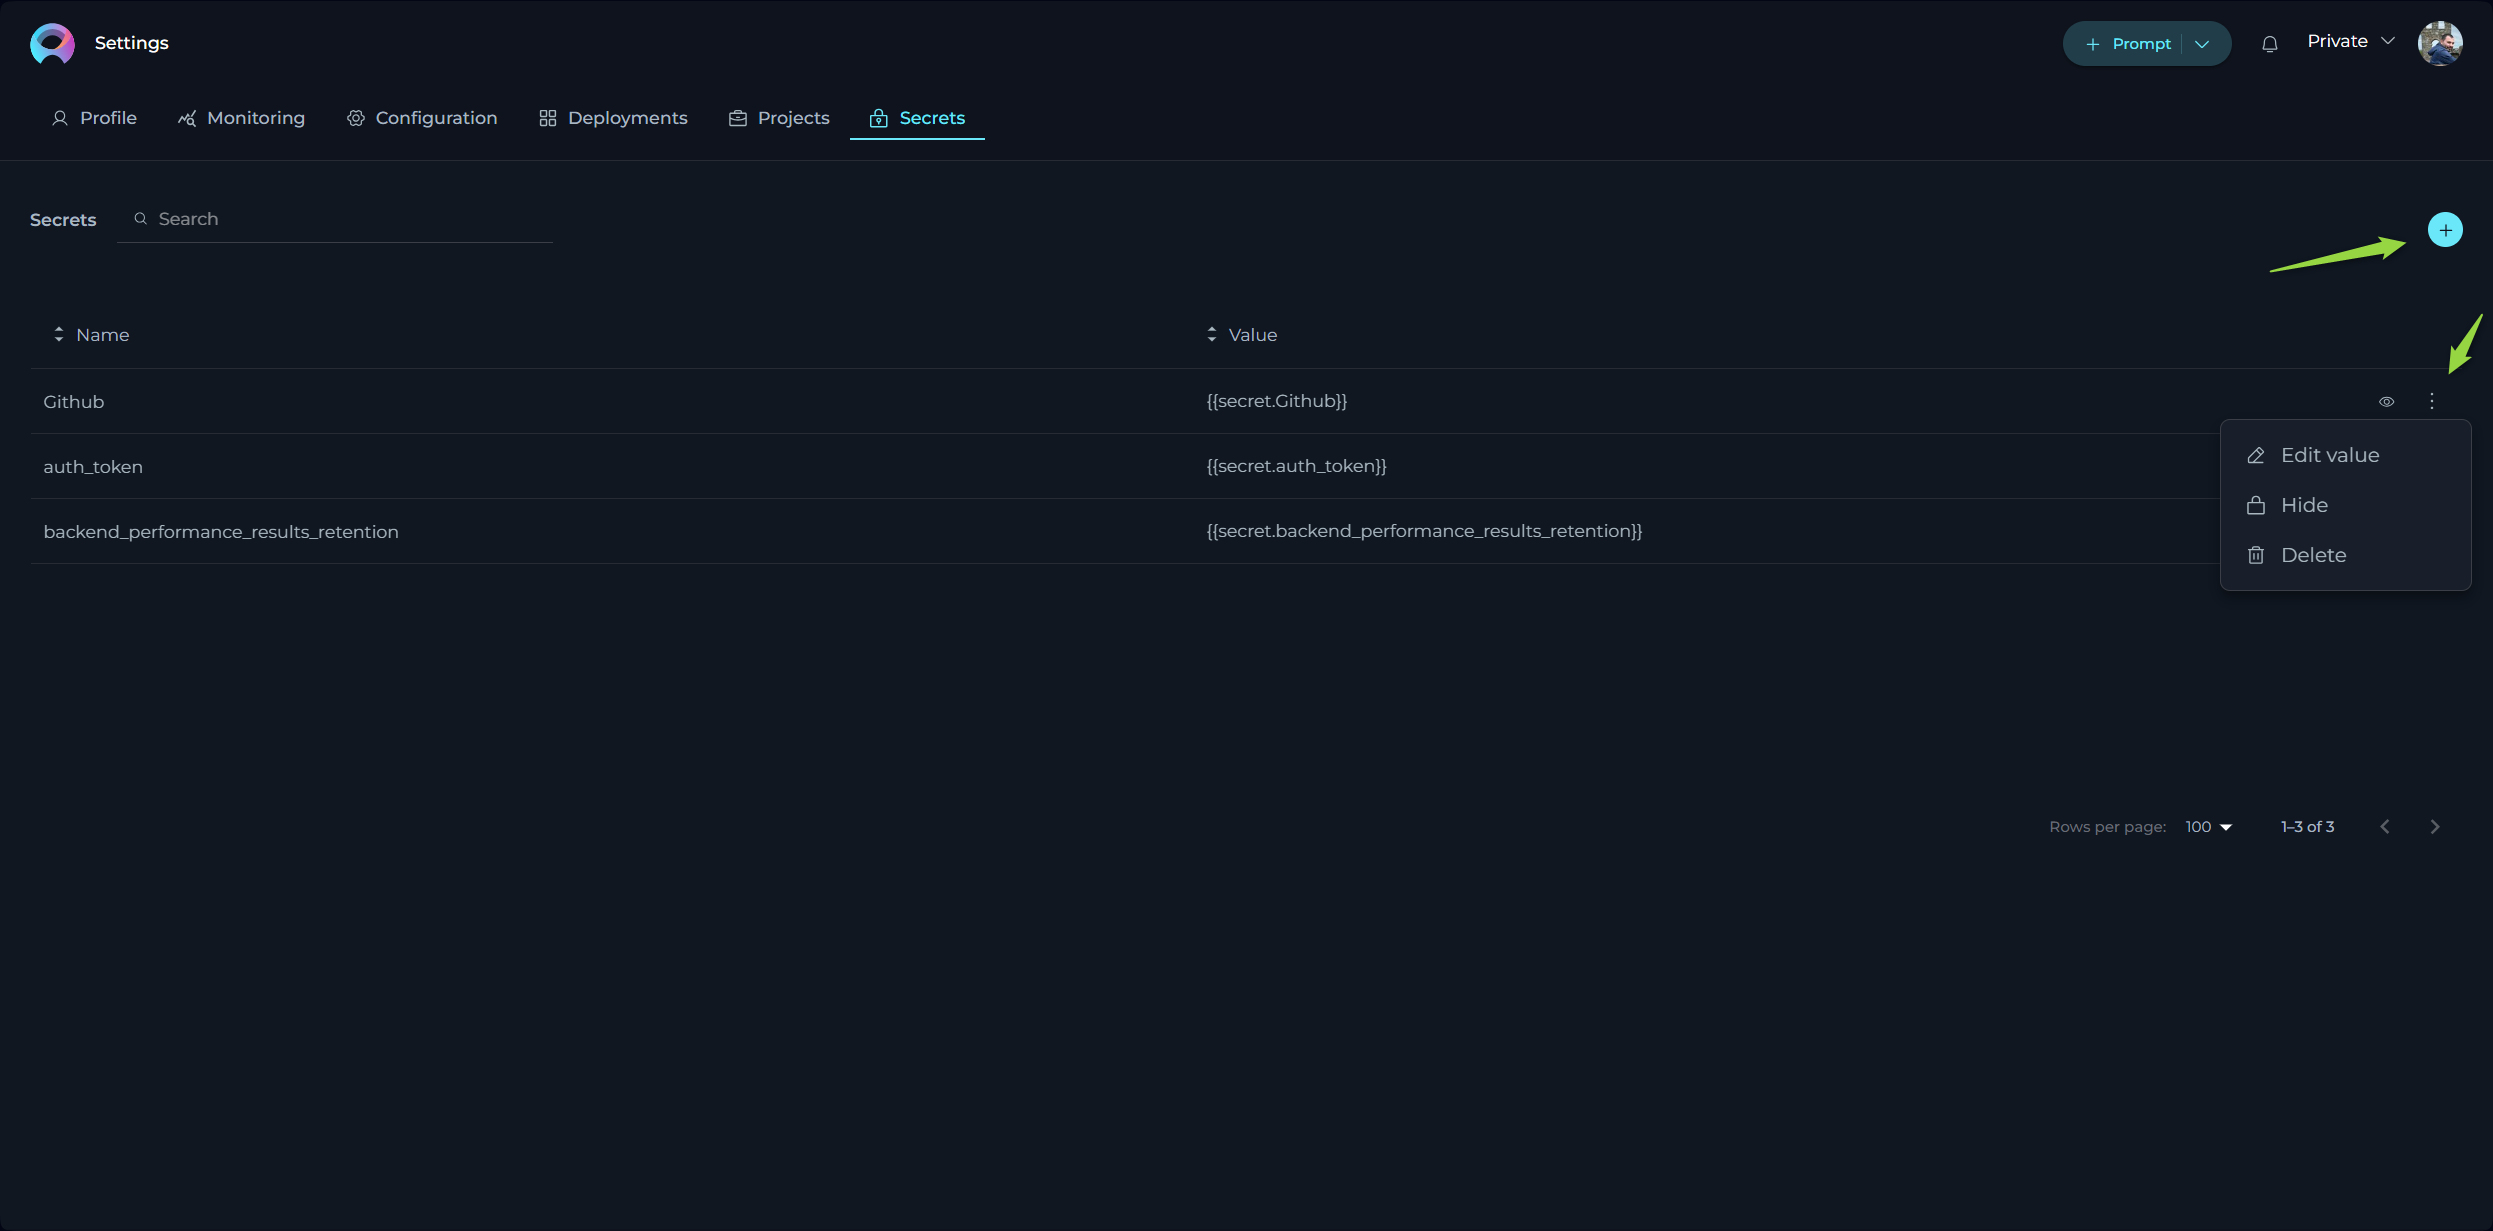 Settings
Prompt
Private
Profile
Monitoring
Configuration
Deployments
Projects
Secrets
Secrets
Search
Name
Value
Github
{{secret.Github}}
auth_token
{{secret.auth_token}}
backend_performance_results_retention
{{secret.backend_performance_results_retention}}
Edit value
Hide
Delete
Rows per page: 100
1–3 of 3